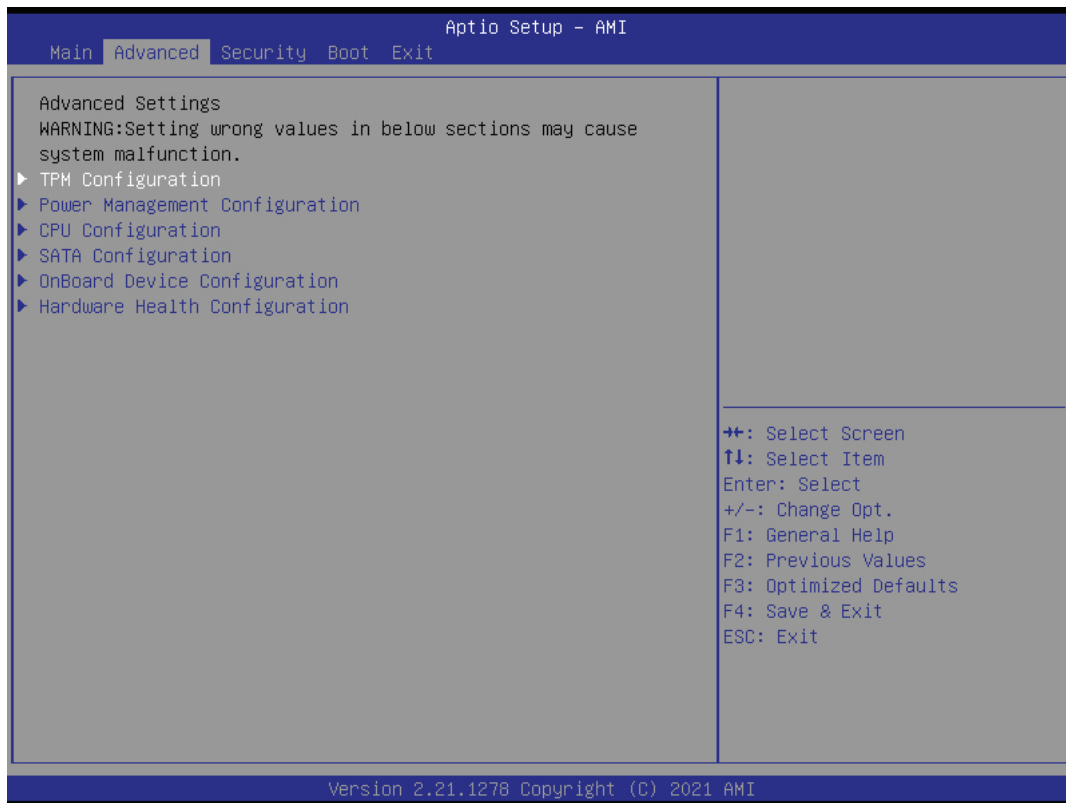 Aptio Setup – AMI
Main Advanced Security Boot Exit
Advanced Settings
WARNING:Setting wrong values in below sections may cause
system malfunction.
TPM Configuration
Power Management Configuration
CPU Configuration
SATA Configuration
OnBoard Device Configuration
Hardware Health Configuration
→←: Select Screen
↑↓: Select Item
Enter: Select
+/-: Change Opt.
F1: General Help
F2: Previous Values
F3: Optimized Defaults
F4: Save & Exit
ESC: Exit
Version 2.21.1278 Copyright (C) 2021 AMI